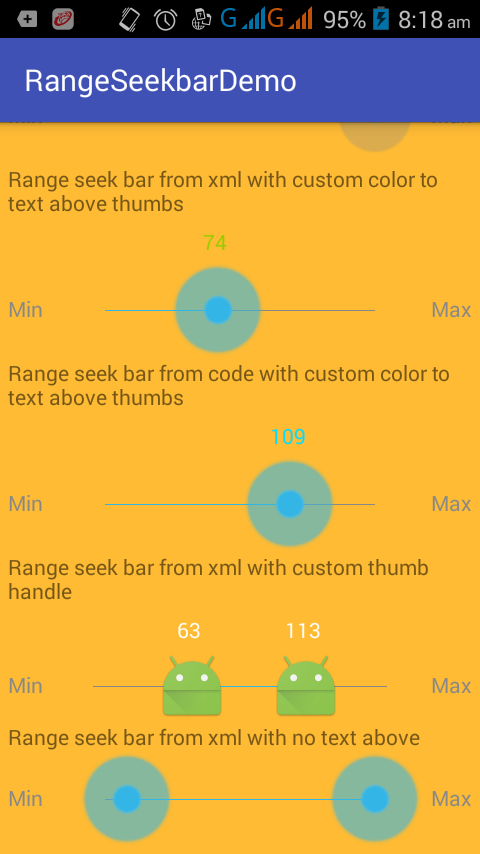 G G 95% 8:18 am
RangeSeekbarDemo
Range seek bar from xml with custom color to
text above thumbs
74
Min Max
Range seek bar from code with custom color to
text above thumbs
109
Min Max
Range seek bar from xml with custom thumb
handle
63 113
Min Max
Range seek bar from xml with no text above
Min Max